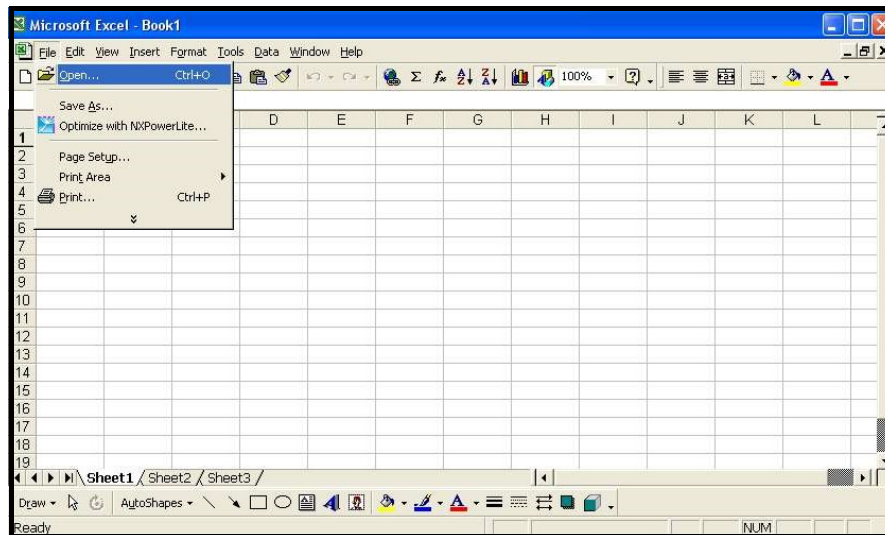 Microsoft Excel - Book1
File Edit View Insert Format Tools Data Window Help
Open... Ctrl+O
100%
Save As...
Optimize with NXPowerLite...
Page Setup...
Print Area
Print... Ctrl+P
D E F G H I J K L
1
2
3
4
5
6
7
8
9
10
11
12
13
14
15
16
17
18
19
Sheet1 Sheet2 Sheet3
Draw AutoShapes
Ready NUM